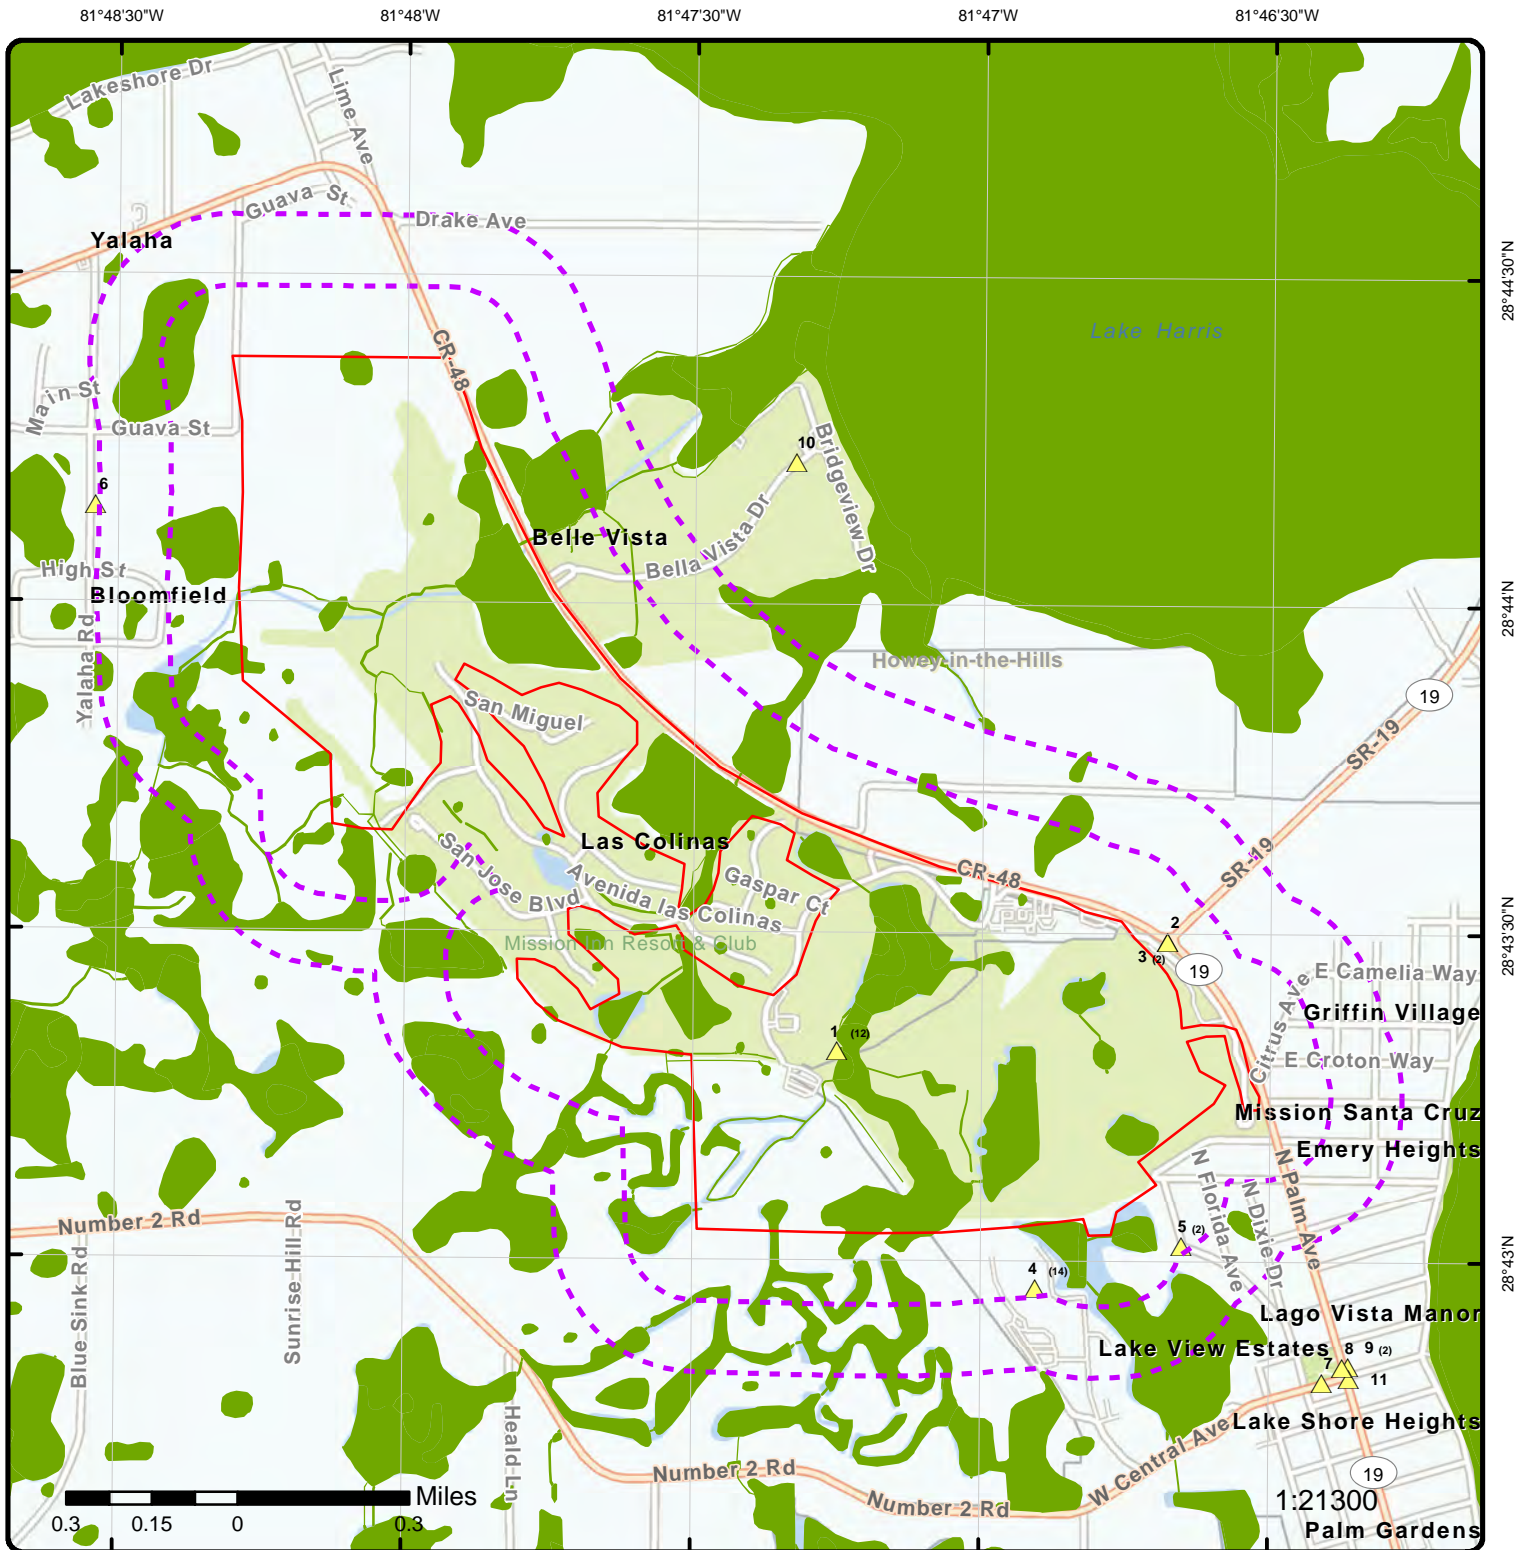 81°48'30"W
81°48'W
81°47'30"W
81°47'W
81°46'30"W
Lakeshore Dr
Lime Ave
Guava St
Drake Ave
Yalaha
28°44'30"N
Lake Harris
CR-48
Main St
Guava St
10
Bridgeview Dr
6
Belle Vista
Bella Vista Dr
High St
Bloomfield
28°44'N
Yalaha Rd
Howey-in-the-Hills
San Miguel
19
SR-19
Las Colinas
San Jose Blvd
Avenida las Colinas
Gaspar Ct
CR-48
SR-19
Mission Inn Resort & Club
2
3 (2)
19
28°43'30"N
E Camelia Way
Citrus Ave
Griffin Village
1 (12)
E Croton Way
Mission Santa Cruz
Emery Heights
N Palm Ave
N Florida Ave
N Dixie Dr
Number 2 Rd
Blue Sink Rd
Sunrise Hill Rd
5 (2)
28°43'N
4 (14)
Lago Vista Manor
Lake View Estates
8 9 (2)
7
11
Heald Ln
Lake Shore Heights
W Central Ave
Number 2 Rd
19
Number 2 Rd
Miles
0.3 0.15 0 0.3
1:21300
Palm Gardens